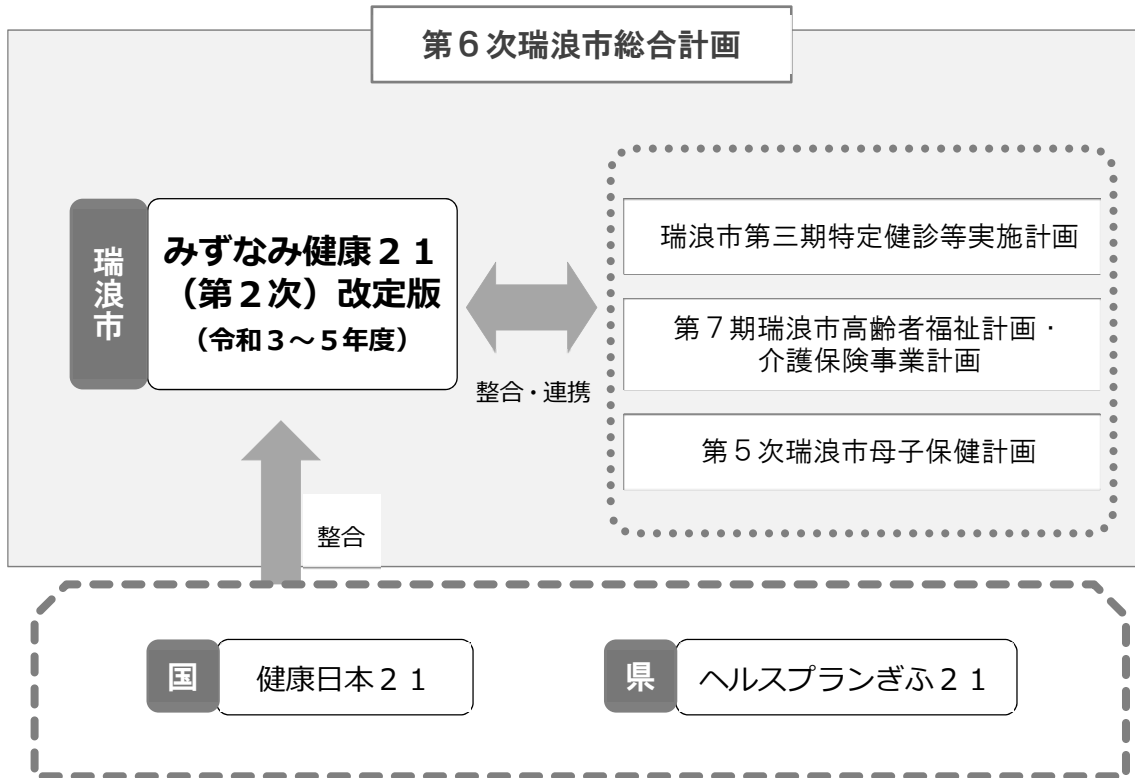 第６次瑞浪市総合計画
瑞浪市
みずなみ健康２１
（第２次）改定版
（令和３～５年度）
整合・連携
瑞浪市第三期特定健診等実施計画
第７期瑞浪市高齢者福祉計画・
介護保険事業計画
第５次瑞浪市母子保健計画
整合
国
健康日本２１
県
ヘルスプランぎふ２１